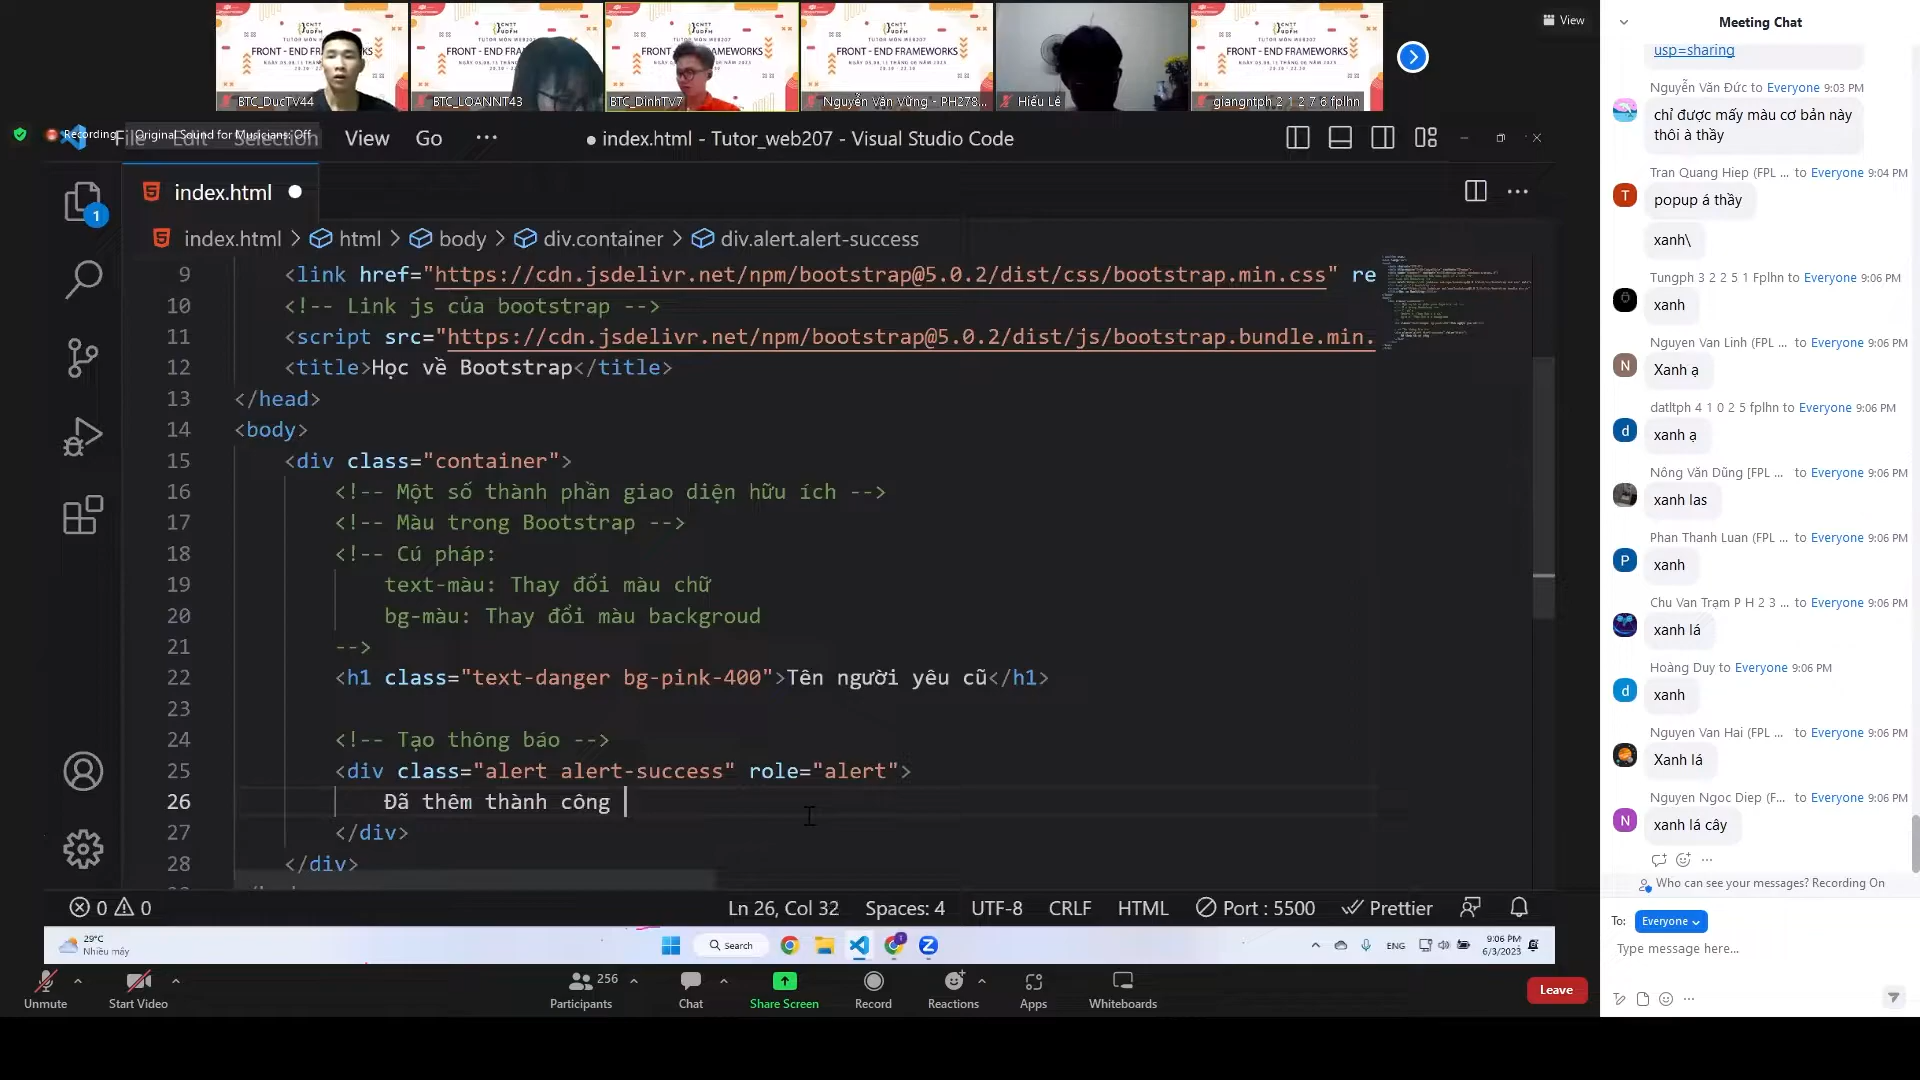 BTC_DucTV44
BTC_LOANNT43
BTC_DinhTV7
Nguyễn Văn Vững - PH278...
Hiếu Lê
giangntph 2 1 2 7 6 fplhn
FRONT - END FRAMEWORKS
View
Recording
Original Sound for Musicians: Off
File Edit Selection View Go ···
● index.html - Tutor_web207 - Visual Studio Code
index.html
1
index.html > html > body > div.container > div.alert.alert-success
9 <link href="https://cdn.jsdelivr.net/npm/bootstrap@5.0.2/dist/css/bootstrap.min.css" re
10 <!-- Link js của bootstrap -->
11 <script src="https://cdn.jsdelivr.net/npm/bootstrap@5.0.2/dist/js/bootstrap.bundle.min.
12 <title>Học về Bootstrap</title>
13 </head>
14 <body>
15 <div class="container">
16 <!-- Một số thành phần giao diện hữu ích -->
17 <!-- Màu trong Bootstrap -->
18 <!-- Cú pháp:
19 text-màu: Thay đổi màu chữ
20 bg-màu: Thay đổi màu backgroud
21 -->
22 <h1 class="text-danger bg-pink-400">Tên người yêu cũ</h1>
23
24 <!-- Tạo thông báo -->
25 <div class="alert alert-success" role="alert">
26 Đã thêm thành công
27 </div>
28 </div>
0 0
Ln 26, Col 32
Spaces: 4
UTF-8
CRLF
HTML
Port : 5500
Prettier
29°C
Nhiều mây
Search
ENG
9:06 PM
6/3/2023
Unmute
Start Video
256
Participants
Chat
Share Screen
Record
Reactions
Apps
Whiteboards
Leave
Meeting Chat
usp=sharing
Nguyễn Văn Đức to Everyone 9:03 PM
chỉ được mấy màu cơ bản này
thôi à thầy
Tran Quang Hiep (FPL ... to Everyone 9:04 PM
T
popup á thầy
xanh\
Tungph 3 2 2 5 1 Fplhn to Everyone 9:06 PM
xanh
Nguyen Van Linh (FPL ... to Everyone 9:06 PM
N
Xanh ạ
datltph 4 1 0 2 5 fplhn to Everyone 9:06 PM
d
xanh ạ
Nông Văn Dũng [FPL ... to Everyone 9:06 PM
xanh las
Phan Thanh Luan (FPL ... to Everyone 9:06 PM
P
xanh
Chu Van Trạm P H 2 3 ... to Everyone 9:06 PM
xanh lá
Hoàng Duy to Everyone 9:06 PM
d
xanh
Nguyen Van Hai (FPL ... to Everyone 9:06 PM
Xanh lá
Nguyen Ngoc Diep (F... to Everyone 9:06 PM
N
xanh lá cây
Who can see your messages? Recording On
To: Everyone
Type message here...